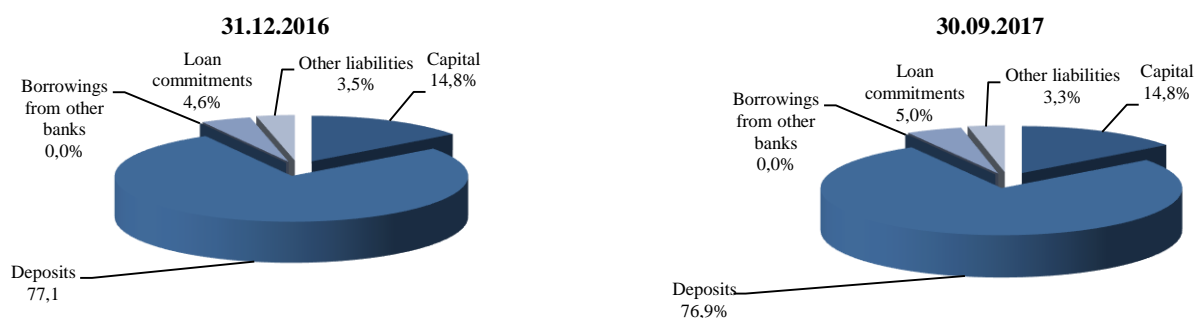 31.12.2016
Loan
commitments
4,6%
Other liabilities
3,5%
Capital
14,8%
Borrowings
from other
banks
0,0%
Deposits
77,1
30.09.2017
Loan
commitments
5,0%
Other liabilities
3,3%
Capital
14,8%
Borrowings
from other
banks
0,0%
Deposits
76,9%